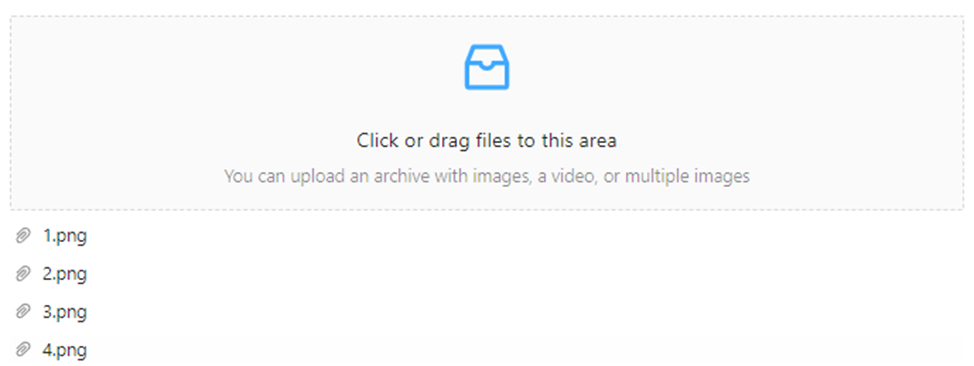 Click or drag files to this area
You can upload an archive with images, a video, or multiple images
1.png
2.png
3.png
4.png